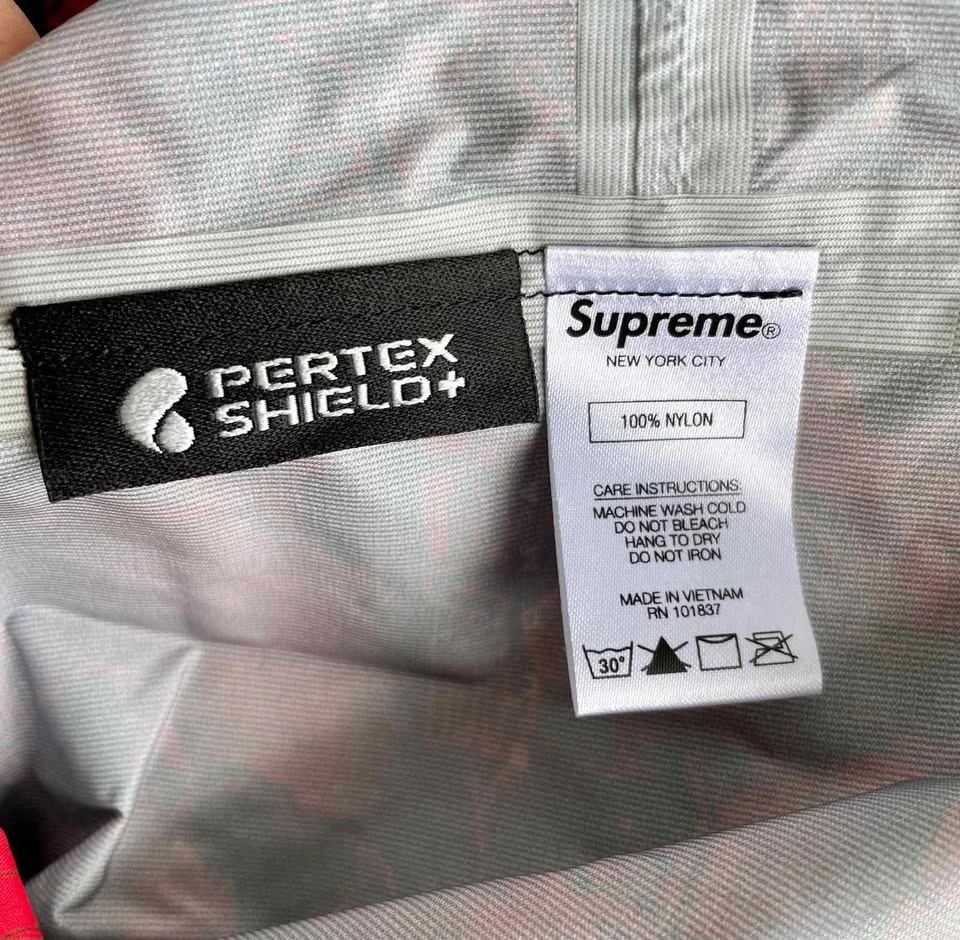 PERTEX
SHIELD+
Supreme®
NEW YORK CITY
100% NYLON
CARE INSTRUCTIONS:
MACHINE WASH COLD
DO NOT BLEACH
HANG TO DRY
DO NOT IRON
MADE IN VIETNAM
RN 101837
30°